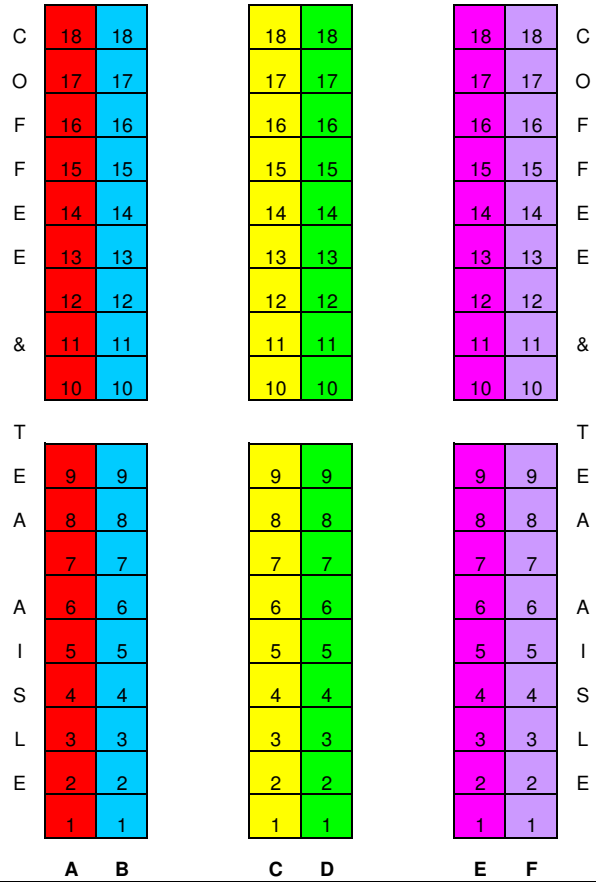 C 18 18 18 18 18 18 C
O 17 17 17 17 17 17 O
F 16 16 16 16 16 16 F
F 15 15 15 15 15 15 F
E 14 14 14 14 14 14 E
E 13 13 13 13 13 13 E
12 12 12 12 12 12
& 11 11 11 11 11 11 &
10 10 10 10 10 10
T T
E 9 9 9 9 9 9 E
A 8 8 8 8 8 8 A
7 7 7 7 7 7
A 6 6 6 6 6 6 A
I 5 5 5 5 5 5 I
S 4 4 4 4 4 4 S
L 3 3 3 3 3 3 L
E 2 2 2 2 2 2 E
1 1 1 1 1 1
A B C D E F